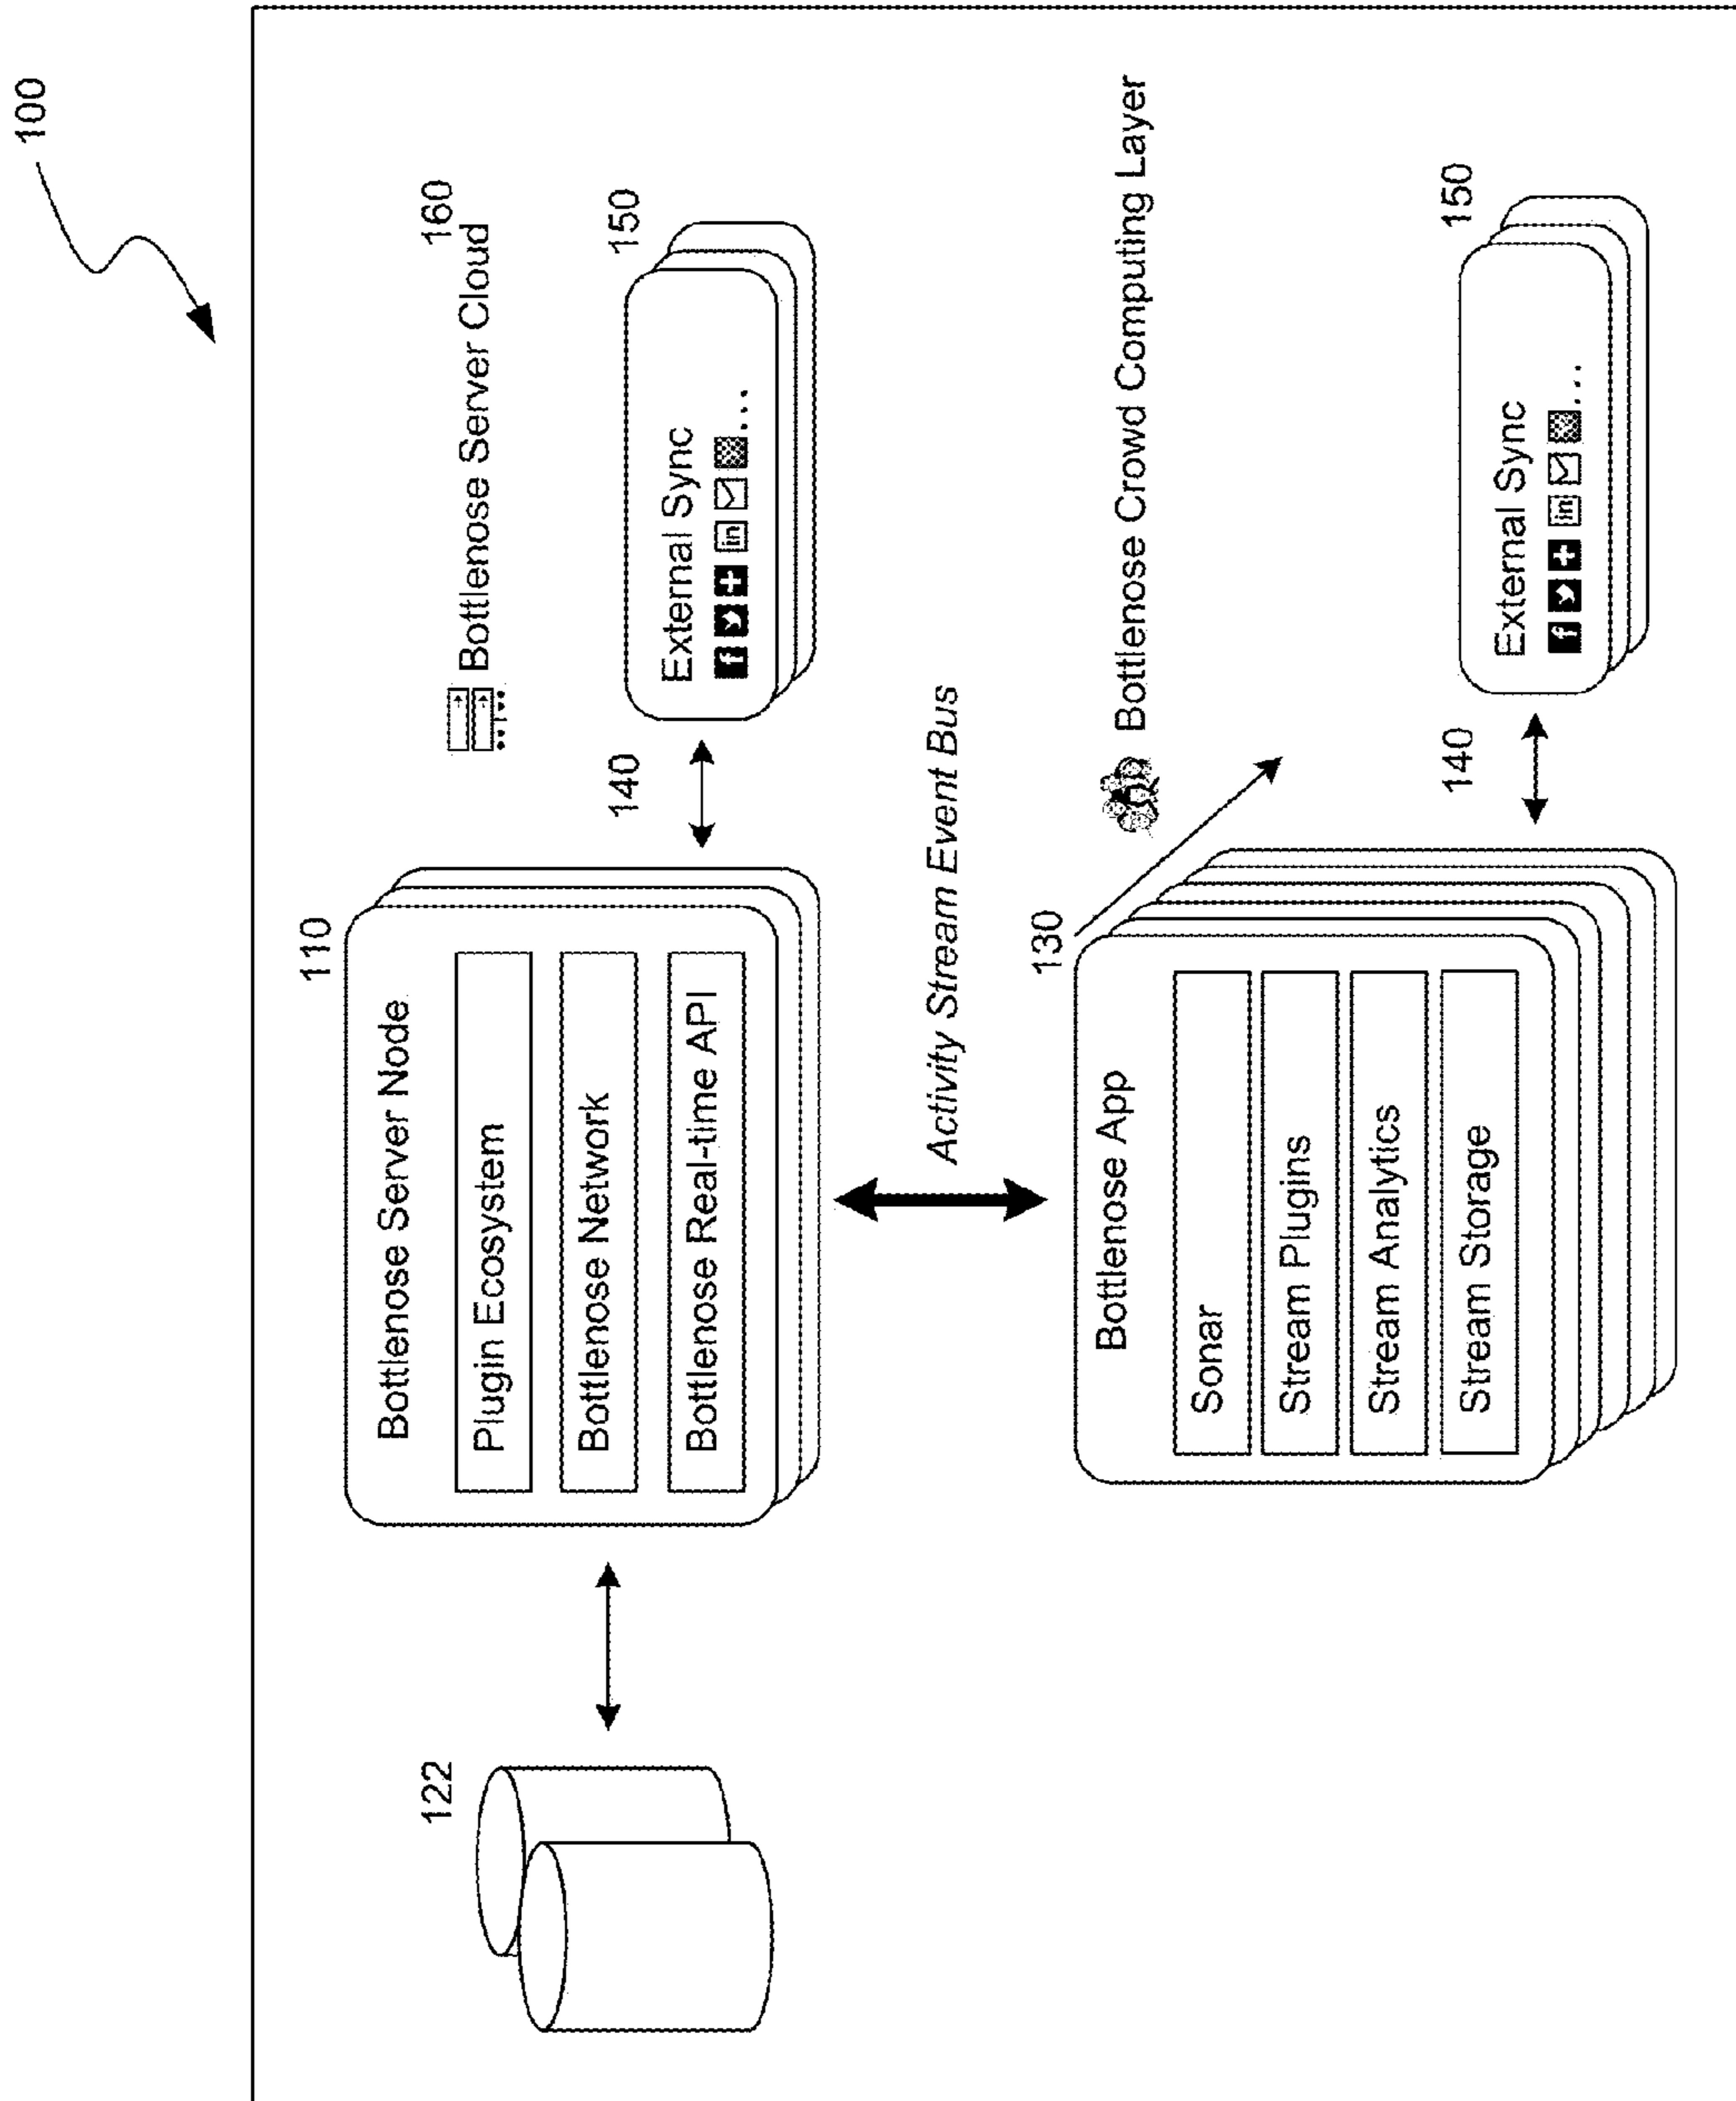 100
160
Bottlenose Server Cloud
110
Bottlenose Server Node
Plugin Ecosystem
Bottlenose Network
Bottlenose Real-time API
122
140
150
External Sync
f + in ...
Activity Stream Event Bus
Bottlenose Crowd Computing Layer
130
Bottlenose App
Sonar
Stream Plugins
Stream Analytics
Stream Storage
140
150
External Sync
f + in ...